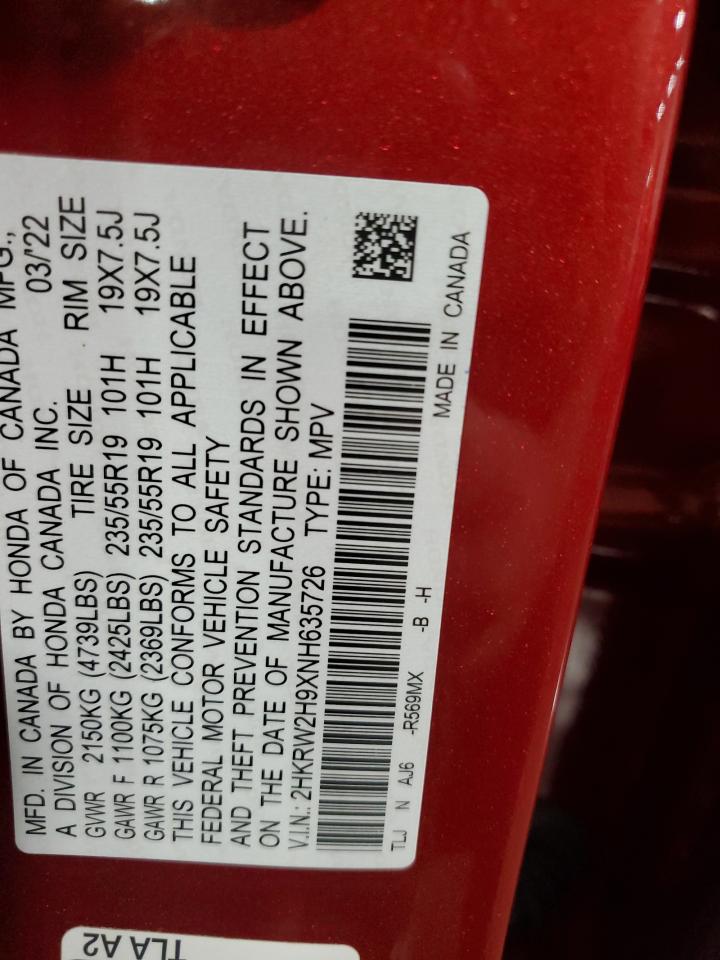 MFD. IN CANADA BY HONDA OF CANADA MFG.,
A DIVISION OF HONDA CANADA INC. 03/'22
GVWR 2150KG (4739LBS) TIRE SIZE RIM SIZE
GAWR F 1100KG (2425LBS) 235/55R19 101H 19X7.5J
GAWR R 1075KG (2369LBS) 235/55R19 101H 19X7.5J
THIS VEHICLE CONFORMS TO ALL APPLICABLE
FEDERAL MOTOR VEHICLE SAFETY
AND THEFT PREVENTION STANDARDS IN EFFECT
ON THE DATE OF MANUFACTURE SHOWN ABOVE.
V.I.N.: 2HKRW2H9XNH635726 TYPE: MPV
TLJ N AJ6 -R569MX -B -H MADE IN CANADA
TLA A2